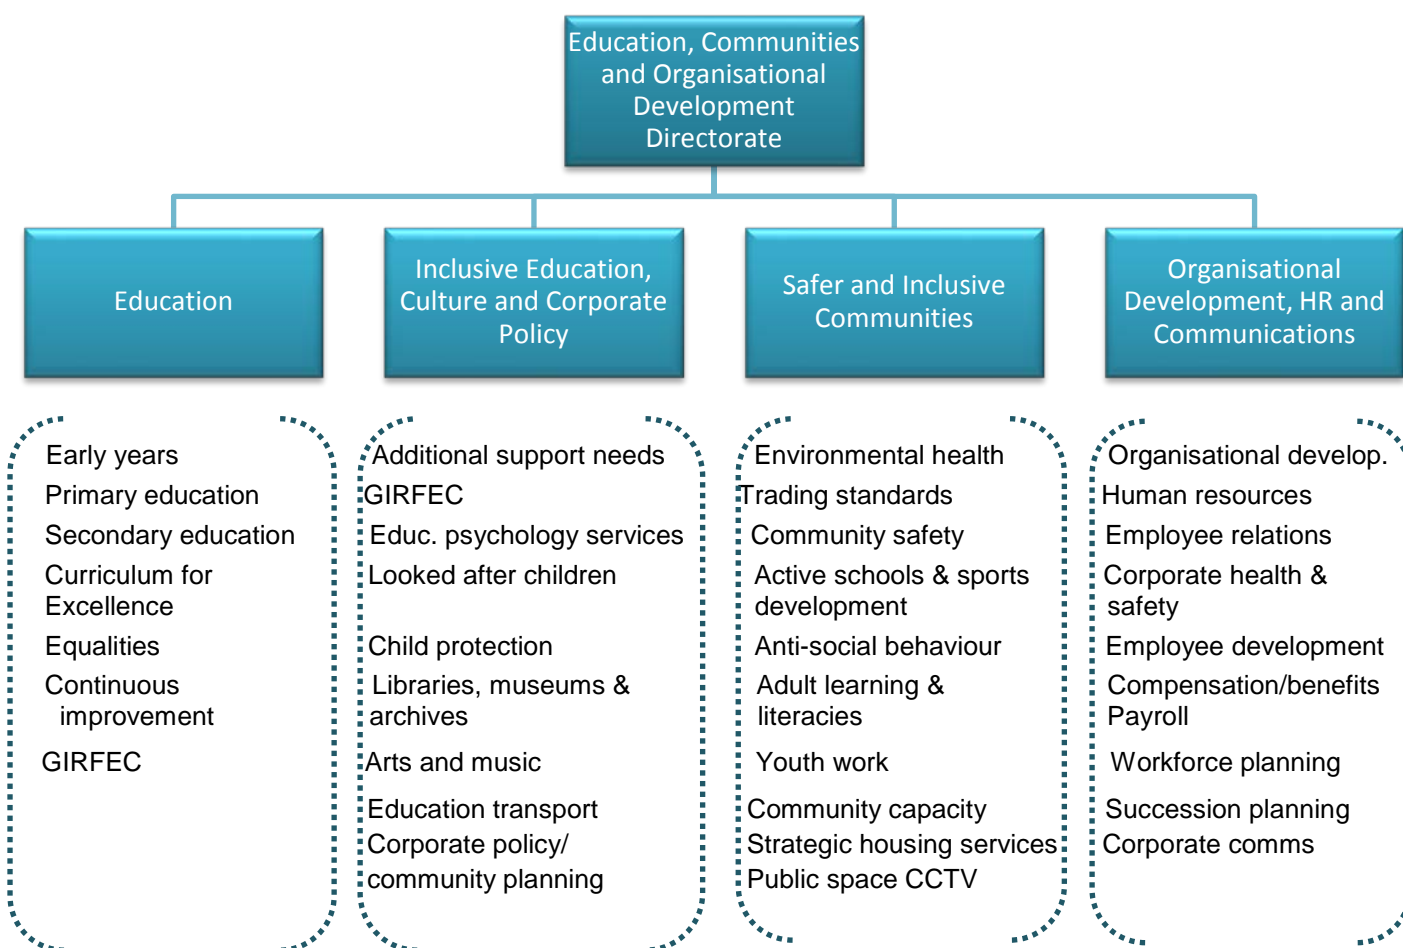 Education, Communities
and Organisational
Development
Directorate
Education
Inclusive Education,
Culture and Corporate
Policy
Safer and Inclusive
Communities
Organisational
Development, HR and
Communications
Early years
Primary education
Secondary education
Curriculum for
Excellence
Equalities
Continuous
improvement
GIRFEC
Additional support needs
GIRFEC
Educ. psychology services
Looked after children
Child protection
Libraries, museums &
archives
Arts and music
Education transport
Corporate policy/
community planning
Environmental health
Trading standards
Community safety
Active schools & sports
development
Anti-social behaviour
Adult learning &
literacies
Youth work
Community capacity
Strategic housing services
Public space CCTV
Organisational develop.
Human resources
Employee relations
Corporate health &
safety
Employee development
Compensation/benefits
Payroll
Workforce planning
Succession planning
Corporate comms